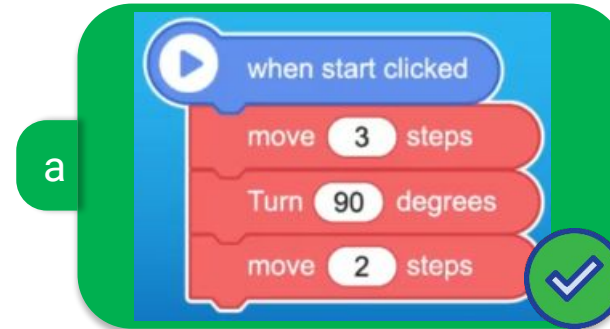 when start clicked
move 3 steps
a
Turn 90 degrees
move 2 steps